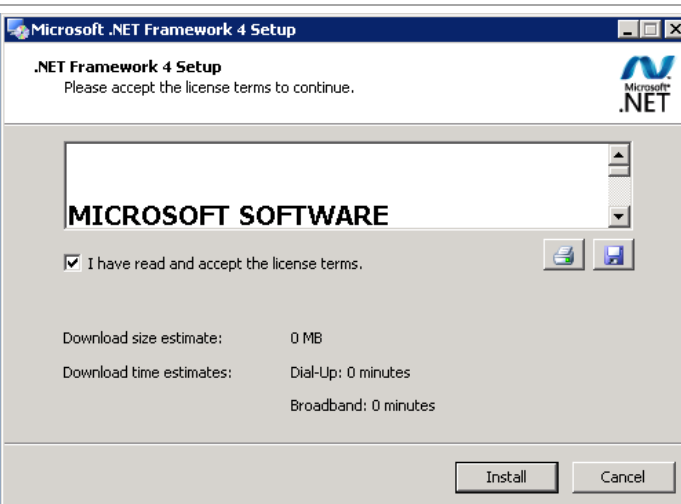 Microsoft .NET Framework 4 Setup
.NET Framework 4 Setup
Please accept the license terms to continue.
Microsoft®
.NET
MICROSOFT SOFTWARE
I have read and accept the license terms.
Download size estimate: 0 MB
Download time estimates: Dial-Up: 0 minutes
Broadband: 0 minutes
Install Cancel